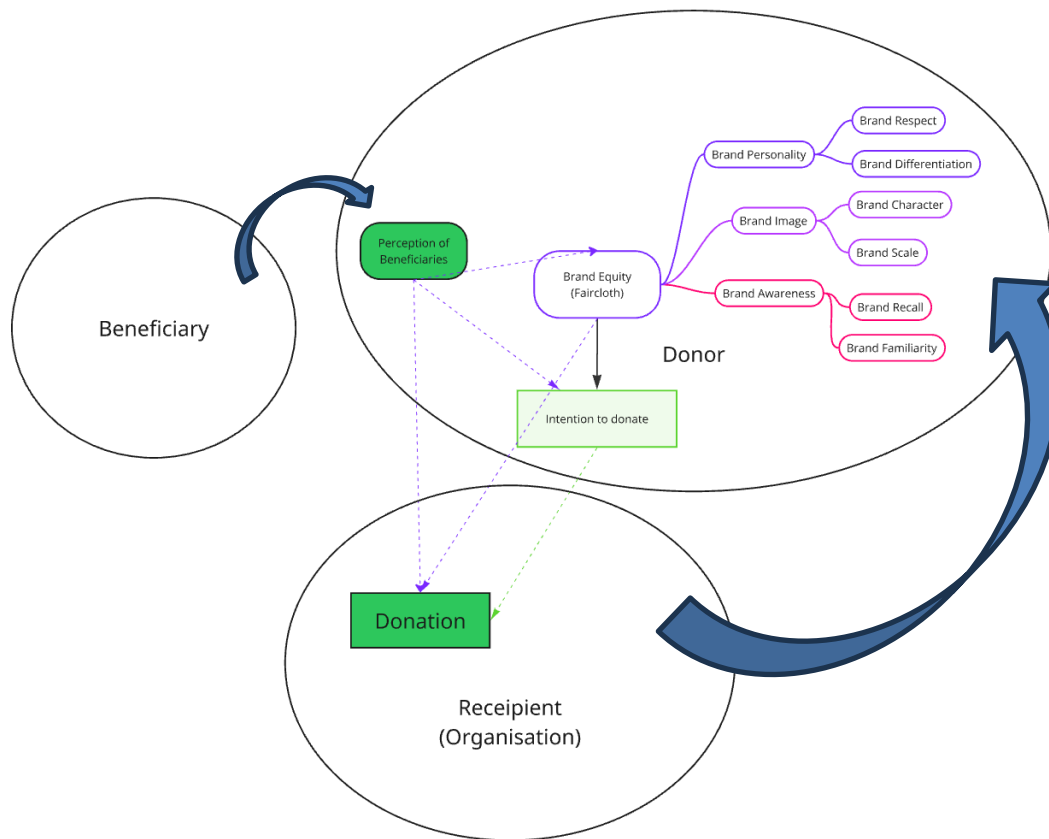 Brand Respect
Brand Personality
Brand Differentiation
Brand Character
Brand Image
Perception of
Beneficiaries
Brand Scale
Brand Equity
(Faircloth)
Brand Awareness
Brand Recall
Beneficiary
Brand Familiarity
Donor
Intention to donate
Donation
Receipient
(Organisation)